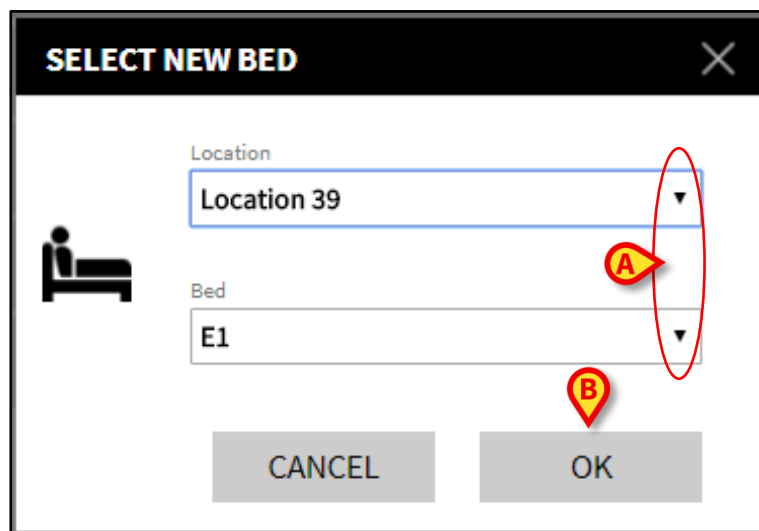 SELECT NEW BED
Location
Location 39
A
Bed
E1
B
CANCEL OK